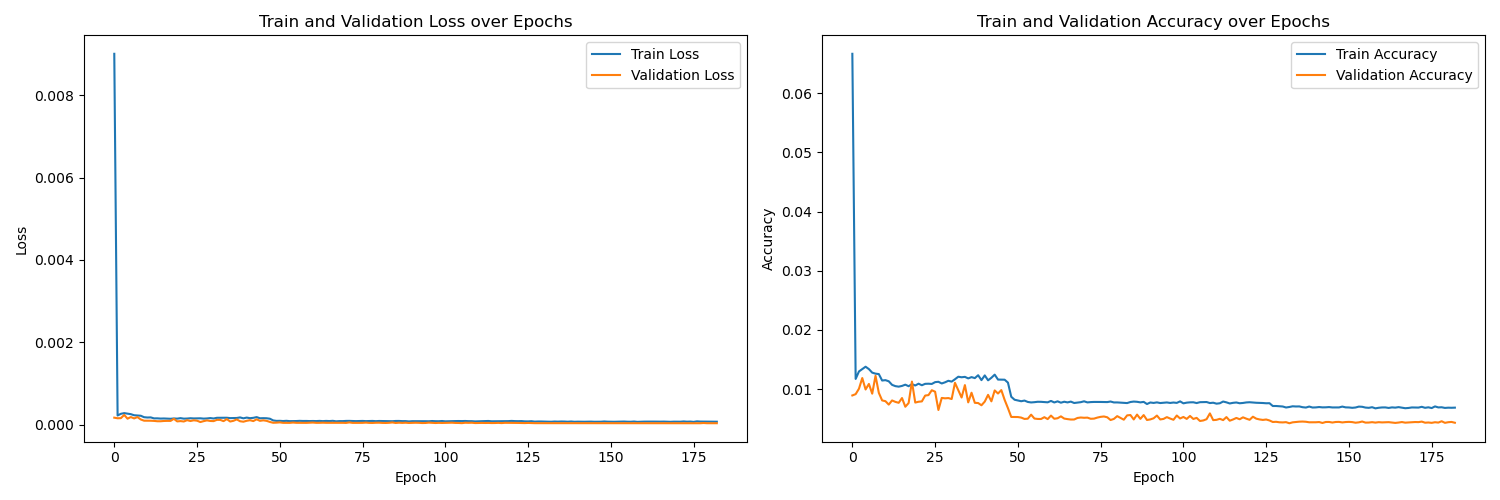 Train and Validation Loss over Epochs
Train Loss
Validation Loss
0.008
0.006
0.004
0.002
0.000
Loss
0 25 50 75 100 125 150 175
Epoch
Train and Validation Accuracy over Epochs
Train Accuracy
Validation Accuracy
0.06
0.05
0.04
0.03
0.02
0.01
Accuracy
0 25 50 75 100 125 150 175
Epoch